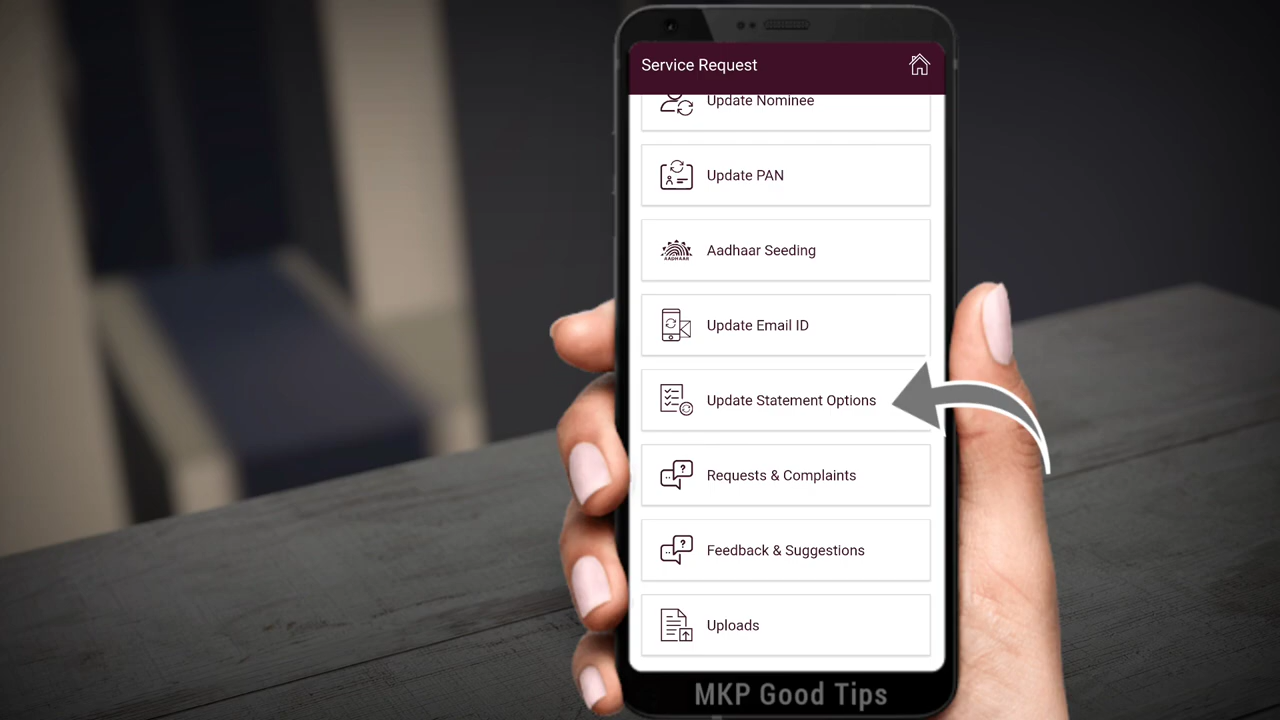 Service Request
Update Nominee
Update PAN
AADHAAR
Aadhaar Seeding
Update Email ID
Update Statement Options
Requests & Complaints
Feedback & Suggestions
Uploads
MKP Good Tips